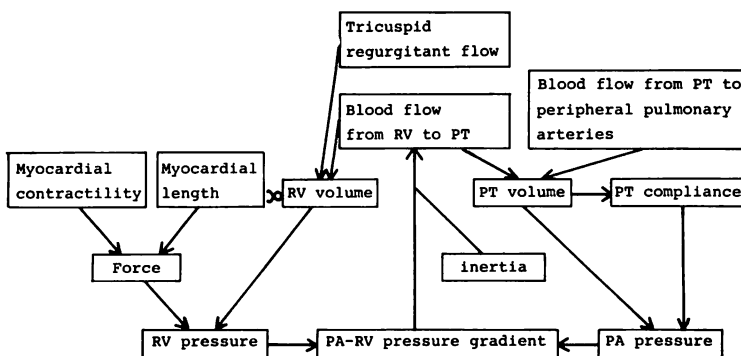 Tricuspid
regurgitant flow
Blood flow
from RV to PT
Blood flow from PT to
peripheral pulmonary
arteries
Myocardial
contractility
Myocardial
length
RV volume
PT volume
PT compliance
Force
inertia
RV pressure
PA-RV pressure gradient
PA pressure